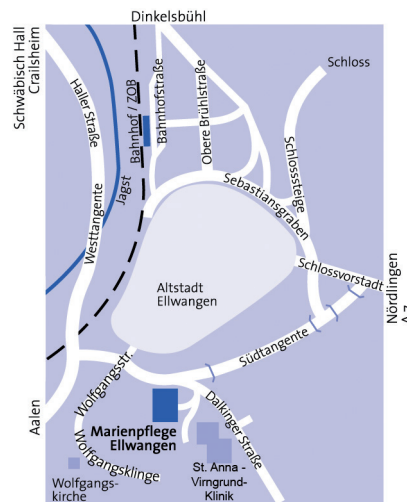 Dinkelsbühl
Schwäbisch Hall
Crailsheim
Haller Straße
Bahnhof / ZOB
Bahnhofstraße
Obere Brühlstraße
Schloss
Schlosssteige
Jagst
Westtangente
Sebastiansgraben
Schlossvorstadt
Altstadt
Ellwangen
Nördlingen
Südtangente
Aalen
Wolfgangsstr.
Wolfgangsklinge
Marienpflege
Ellwangen
Dalkinger Straße
Wolfgangs-
kirche
St. Anna -
Virngrund-
Klinik